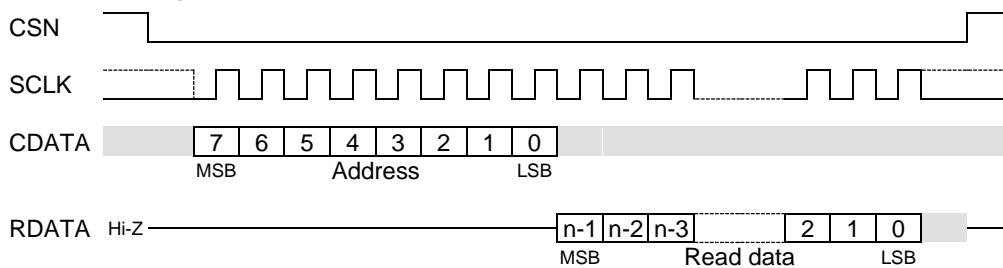 CSN
SCLK
CDATA 7 6 5 4 3 2 1 0
MSB Address LSB
RDATA Hi-Z n-1 n-2 n-3 2 1 0
MSB Read data LSB